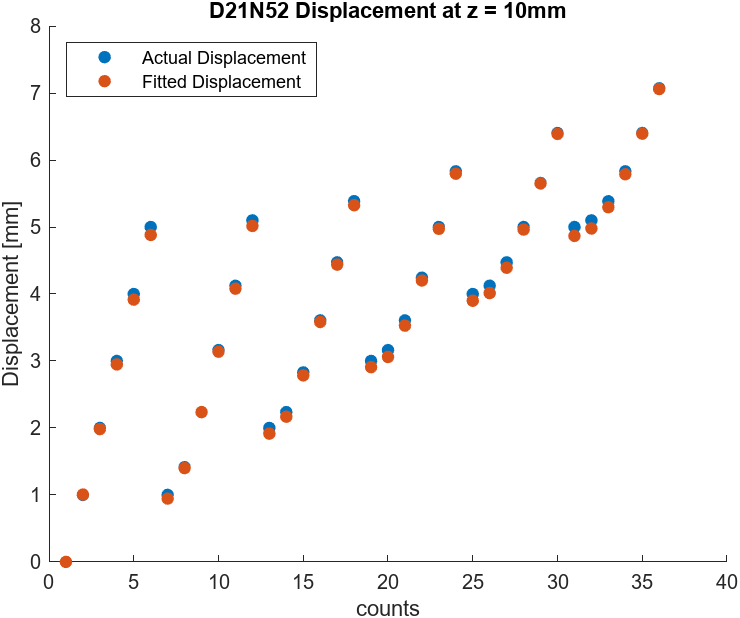 D21N52 Displacement at z = 10mm
Actual Displacement
Fitted Displacement
Displacement [mm]
8
7
6
5
4
3
2
1
0
0 5 10 15 20 25 30 35 40
counts